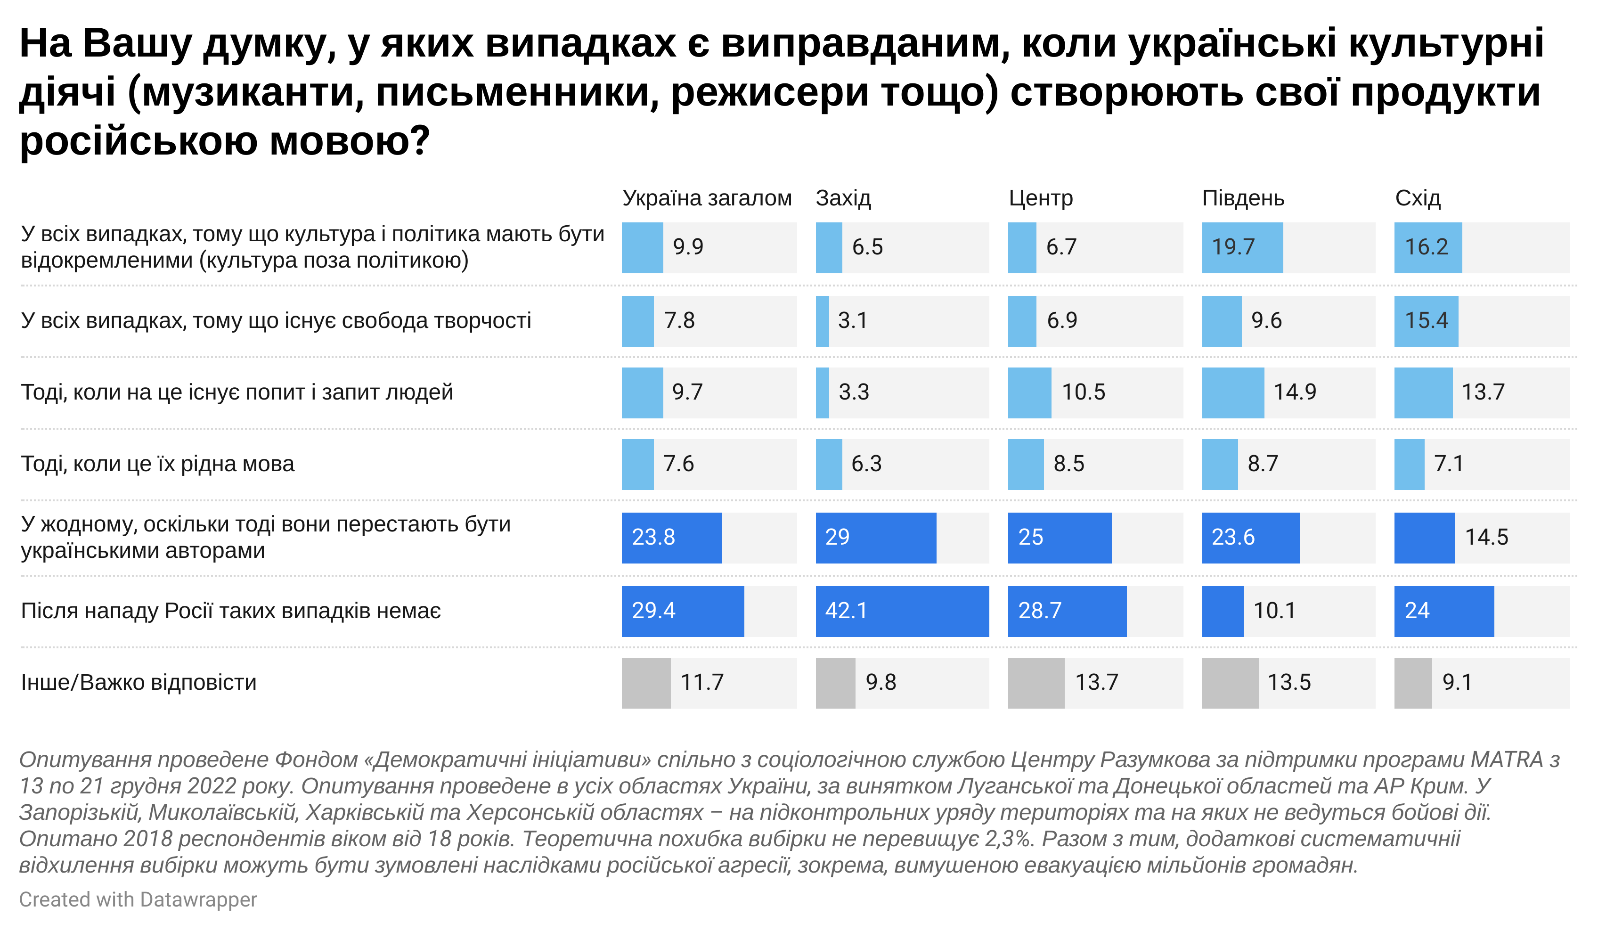 На Вашу думку, у яких випадках є виправданим, коли українські культурні
діячі (музиканти, письменники, режисери тощо) створюють свої продукти
російською мовою?
Україна загалом Захід Центр Південь Схід
У всіх випадках, тому що культура і політика мають бути
відокремленими (культура поза політикою)
9.9 6.5 6.7 19.7 16.2
У всіх випадках, тому що існує свобода творчості 7.8 3.1 6.9 9.6 15.4
Тоді, коли на це існує попит і запит людей 9.7 3.3 10.5 14.9 13.7
Тоді, коли це їх рідна мова 7.6 6.3 8.5 8.7 7.1
У жодному, оскільки тоді вони перестають бути
українськими авторами
23.8 29 25 23.6 14.5
Після нападу Росії таких випадків немає 29.4 42.1 28.7 10.1 24
Інше/Важко відповісти 11.7 9.8 13.7 13.5 9.1
Опитування проведене Фондом «Демократичні ініціативи» спільно з соціологічною службою Центру Разумкова за підтримки програми MATRA з
13 по 21 грудня 2022 року. Опитування проведене в усіх областях України, за винятком Луганської та Донецької областей та АР Крим. У
Запорізькій, Миколаївській, Харківській та Херсонській областях – на підконтрольних уряду територіях та на яких не ведуться бойові дії.
Опитано 2018 респондентів віком від 18 років. Теоретична похибка вибірки не перевищує 2,3%. Разом з тим, додаткові систематичнії
відхилення вибірки можуть бути зумовлені наслідками російської агресії, зокрема, вимушеною евакуацією мільйонів громадян.
Created with Datawrapper